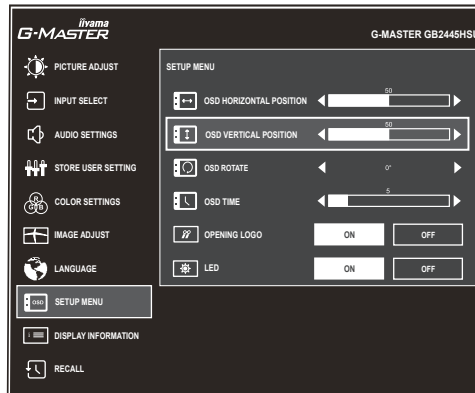 iiyama
G-MASTER
G-MASTER GB2445HSU
PICTURE ADJUST
INPUT SELECT
AUDIO SETTINGS
STORE USER SETTING
R
G B
COLOR SETTINGS
IMAGE ADJUST
LANGUAGE
OSD
SETUP MENU
i
DISPLAY INFORMATION
RECALL
SETUP MENU
OSD HORIZONTAL POSITION
50
OSD VERTICAL POSITION
50
OSD ROTATE
0°
OSD TIME
5
OPENING LOGO
ON
OFF
LED
ON
OFF